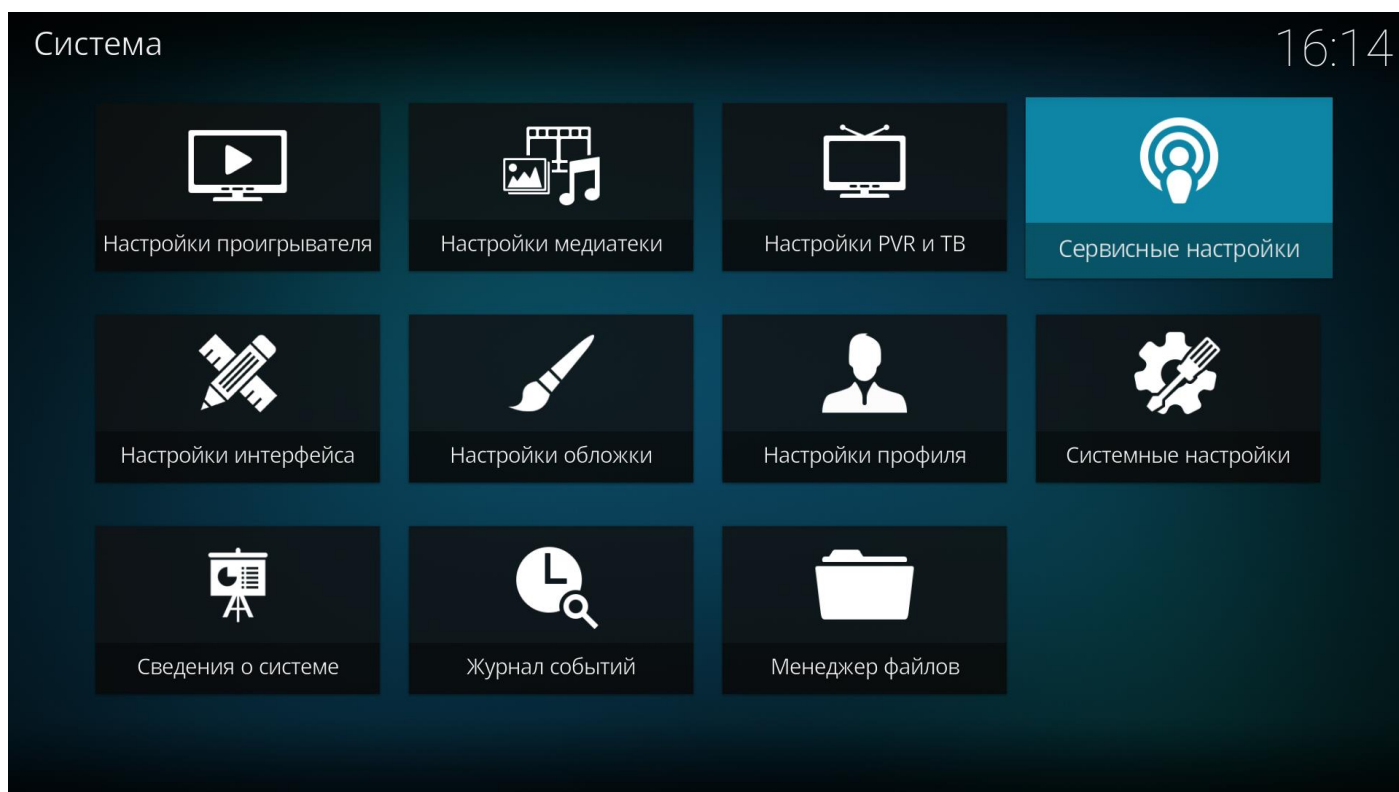 Система
16:14
Настройки проигрывателя
Настройки медиатеки
Настройки PVR и ТВ
Сервисные настройки
Настройки интерфейса
Настройки обложки
Настройки профиля
Системные настройки
Сведения о системе
Журнал событий
Менеджер файлов